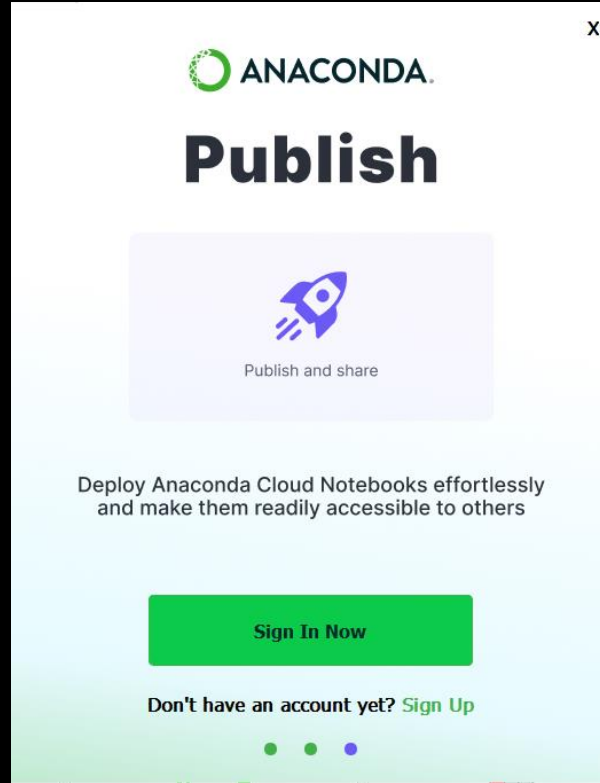 X
ANACONDA.
Publish
Publish and share
Deploy Anaconda Cloud Notebooks effortlessly
and make them readily accessible to others
Sign In Now
Don't have an account yet? Sign Up